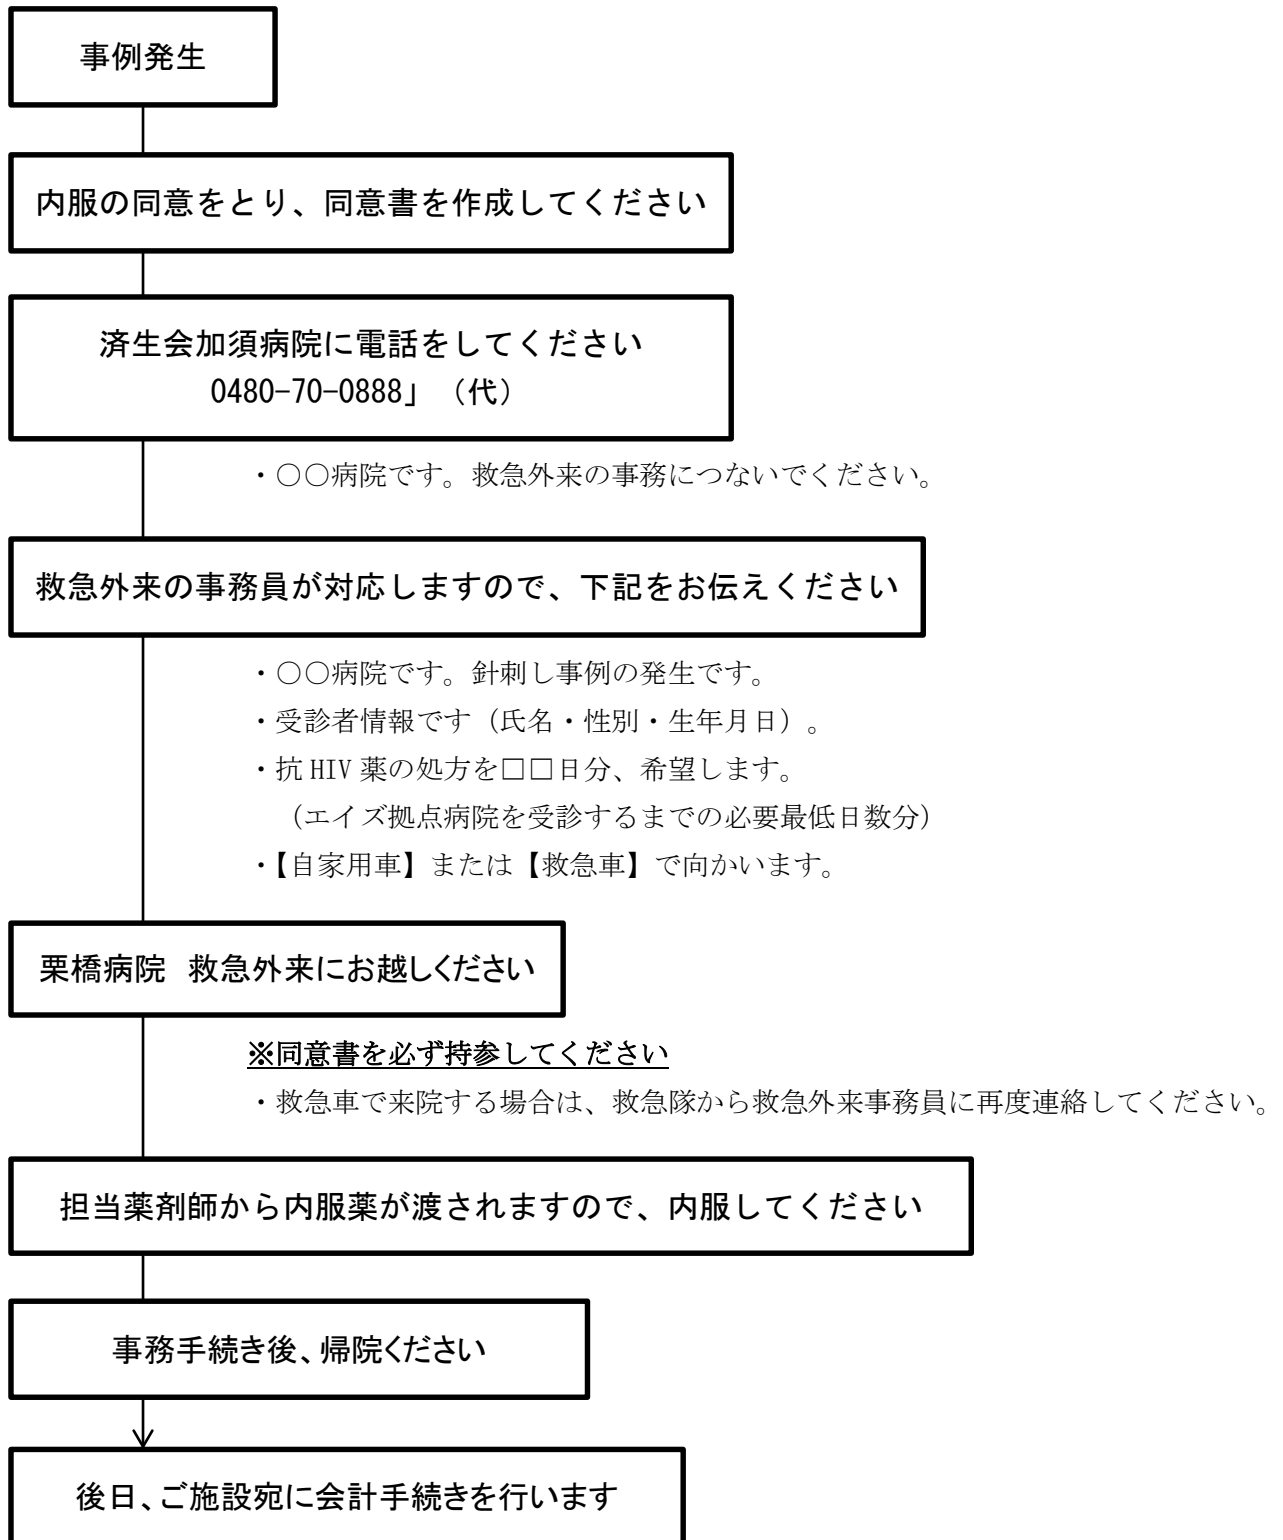 事例発生
内服の同意をとり、同意書を作成してください
済生会加須病院に電話をしてください
0480-70-0888」（代）
・○○病院です。救急外来の事務につないでください。
救急外来の事務員が対応しますので、下記をお伝えください
・○○病院です。針刺し事例の発生です。
・受診者情報です（氏名・性別・生年月日）。
・抗 HIV 薬の処方を□□日分、希望します。
（エイズ拠点病院を受診するまでの必要最低日数分）
・【自家用車】または【救急車】で向かいます。
栗橋病院 救急外来にお越しください
※同意書を必ず持参してください
・救急車で来院する場合は、救急隊から救急外来事務員に再度連絡してください。
担当薬剤師から内服薬が渡されますので、内服してください
事務手続き後、帰院ください
後日、ご施設宛に会計手続きを行います